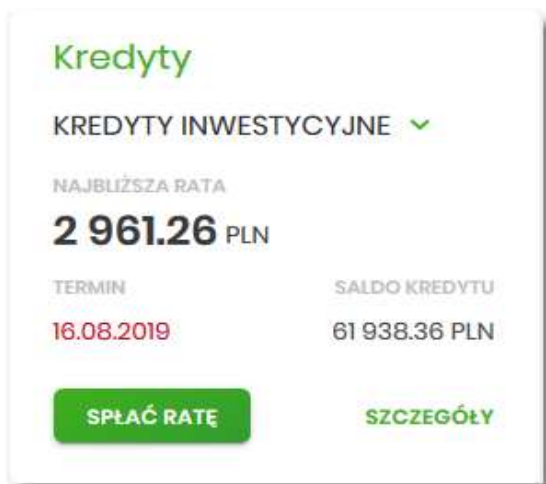 Kredyty
KREDYTY INWESTYCYJNE
NAJBLIŻSZA RATA
2 961.26 PLN
TERMIN SALDO KREDYTU
16.08.2019 61 938.36 PLN
SPŁAĆ RATĘ SZCZEGÓŁY